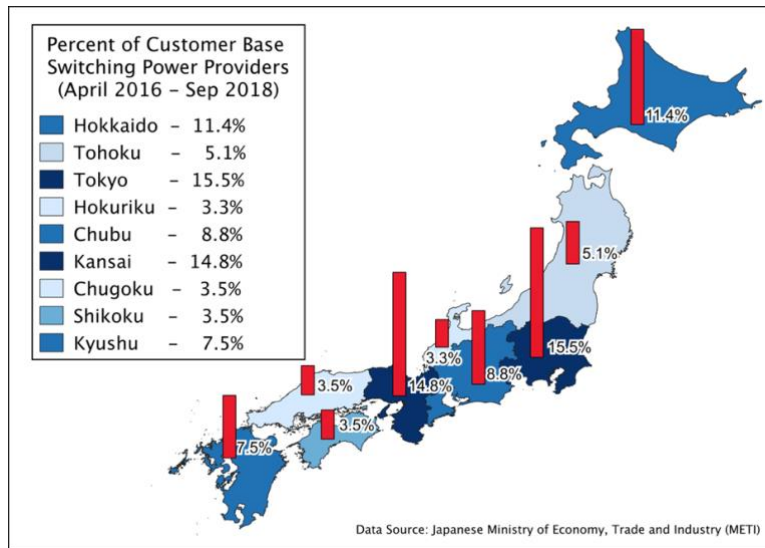 Percent of Customer Base
Switching Power Providers
(April 2016 – Sep 2018)
Hokkaido – 11.4%
Tohoku – 5.1%
Tokyo – 15.5%
Hokuriku – 3.3%
Chubu – 8.8%
Kansai – 14.8%
Chugoku – 3.5%
Shikoku – 3.5%
Kyushu – 7.5%
11.4%
5.1%
15.5%
3.3%
8.8%
14.8%
3.5%
3.5%
7.5%
Data Source: Japanese Ministry of Economy, Trade and Industry (METI)